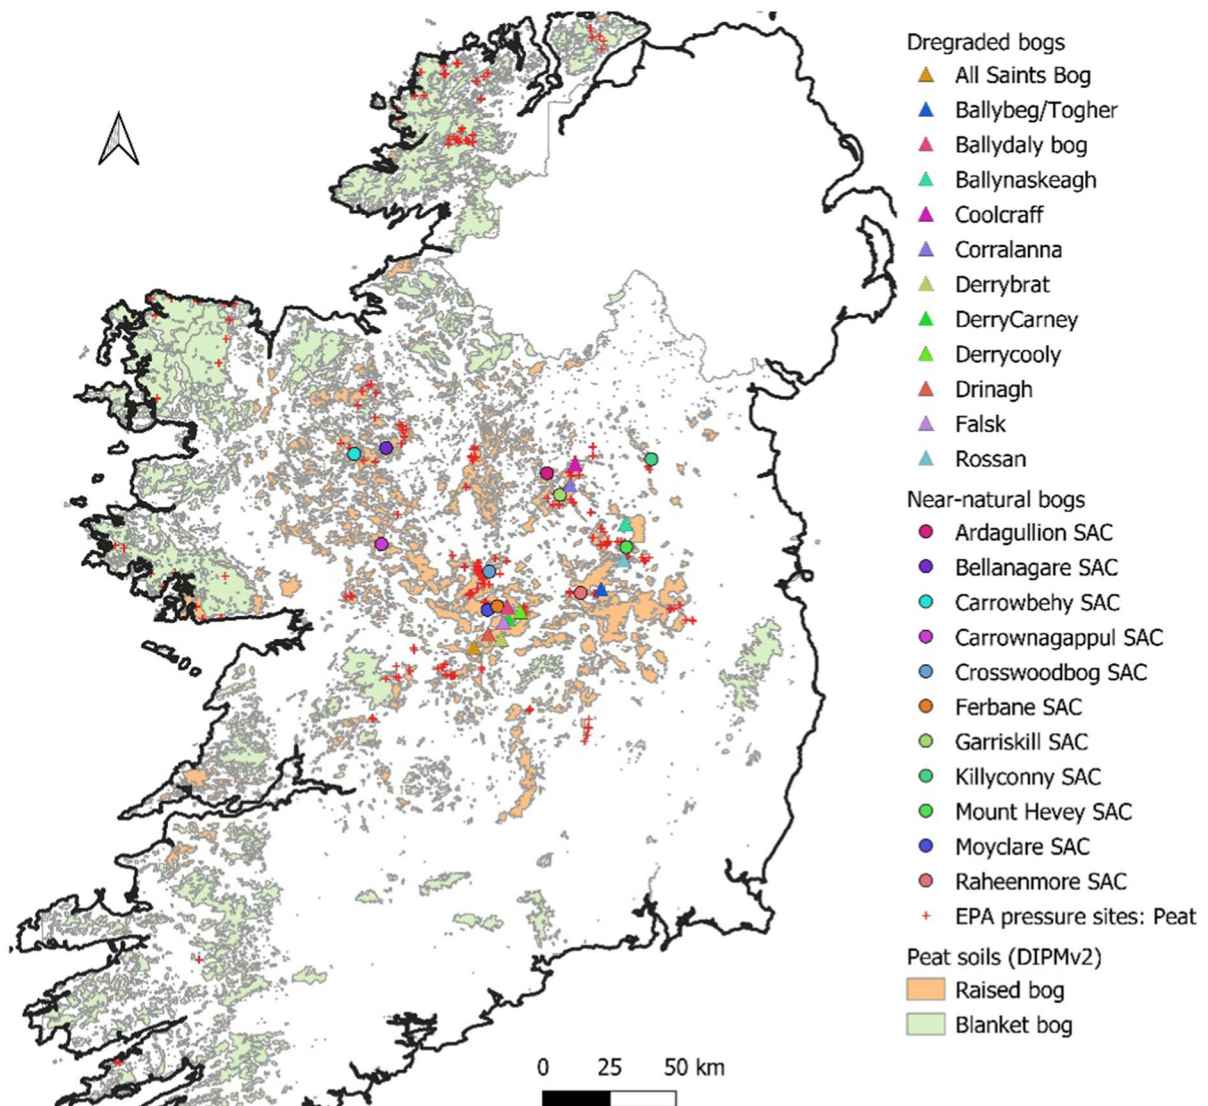 Dregraded bogs
All Saints Bog
Ballybeg/Togher
Ballydaly bog
Ballynaskeagh
Coolcraff
Corralanna
Derrybrat
DerryCarney
Derrycooly
Drinagh
Falsk
Rossan
Near-natural bogs
Ardagullion SAC
Bellanagare SAC
Carrowbehy SAC
Carrownagappul SAC
Crosswoodbog SAC
Ferbane SAC
Garriskill SAC
Killyconny SAC
Mount Hevey SAC
Moyclare SAC
Raheenmore SAC
EPA pressure sites: Peat
Peat soils (DIPMv2)
Raised bog
Blanket bog
0 25 50 km